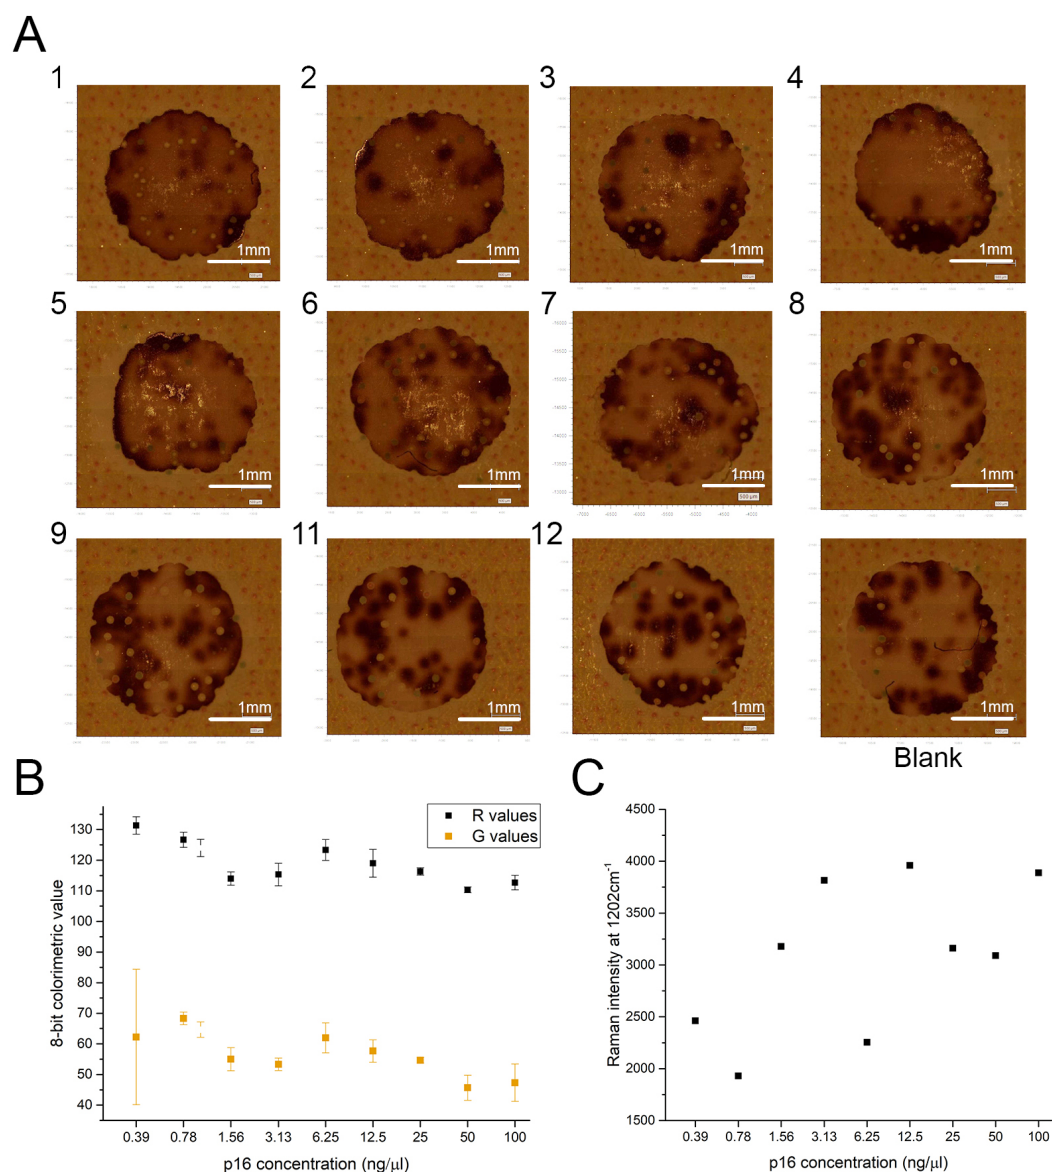 A
1 2 3 4
1mm 1mm 1mm 1mm
5 6 7 8
1mm 1mm 1mm 1mm
500 µm
9 11 12
1mm 1mm 1mm 1mm
Blank
B
8-bit colorimetric value
130
120
110
100
90
80
70
60
50
40
R values
G values
0.39 0.78 1.56 3.13 6.25 12.5 25 50 100
p16 concentration (ng/µl)
C
Raman intensity at 1202cm-1
4500
4000
3500
3000
2500
2000
1500
0.39 0.78 1.56 3.13 6.25 12.5 25 50 100
p16 concentration (ng/µl)